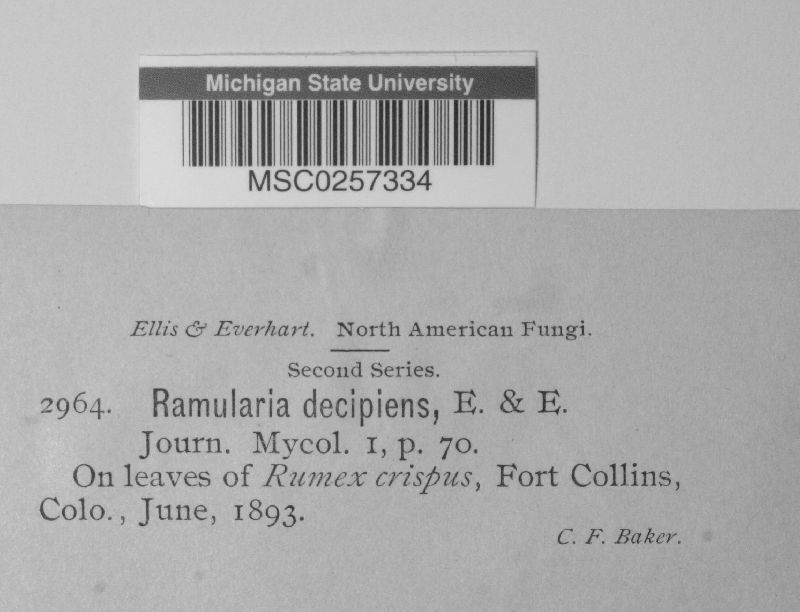 Michigan State University
MSC0257334
Ellis & Everhart. North American Fungi.
Second Series.
2964. Ramularia decipiens, E. & E.
Journ. Mycol. 1, p. 70.
On leaves of Rumex crispus, Fort Collins,
Colo., June, 1893.
C. F. Baker.